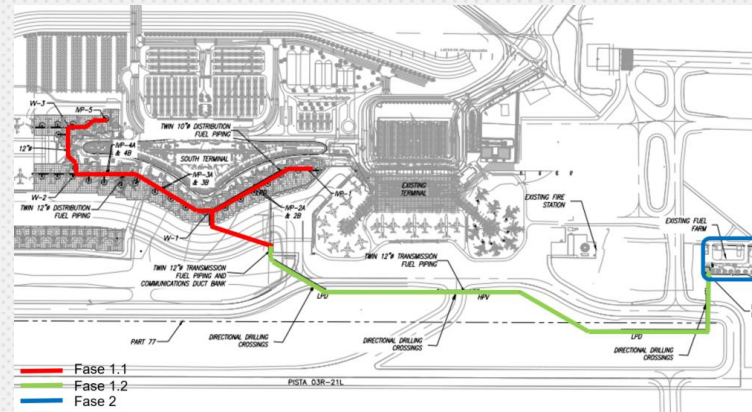 W-3
MP-5
12"ø
MP-4A
& 4B
TWIN 10"ø DISTRIBUTION
FUEL PIPING
SOUTH TERMINAL
MP-3A
& 3B
W-2
TWIN 12"ø DISTRIBUTION
FUEL PIPING
MP-1
MP-2A
& 2B
W-1
EXISTING
TERMINAL
EXISTING FIRE
STATION
EXISTING FUEL
FARM
TWIN 12"ø TRANSMISSION
FUEL PIPING AND
COMMUNICATIONS DUCT BANK
TWIN 12"ø TRANSMISSION
FUEL PIPING
LPD
HPV
LPD
PART 77
DIRECTIONAL DRILLING
CROSSINGS
DIRECTIONAL DRILLING
CROSSINGS
DIRECTIONAL DRILLING
CROSSINGS
PISTA 03R-21L
Fase 1.1
Fase 1.2
Fase 2